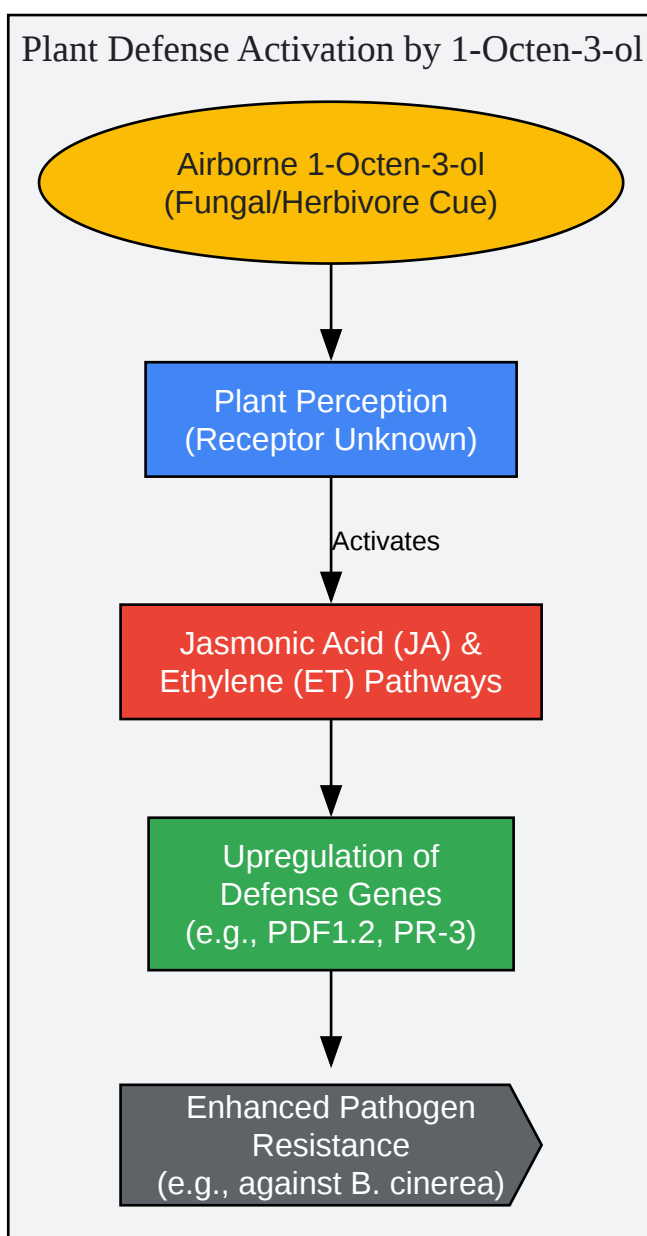 Plant Defense Activation by 1-Octen-3-ol
Airborne 1-Octen-3-ol
(Fungal/Herbivore Cue)
Plant Perception
(Receptor Unknown)
Activates
Jasmonic Acid (JA) &
Ethylene (ET) Pathways
Upregulation of
Defense Genes
(e.g., PDF1.2, PR-3)
Enhanced Pathogen
Resistance
(e.g., against B. cinerea)